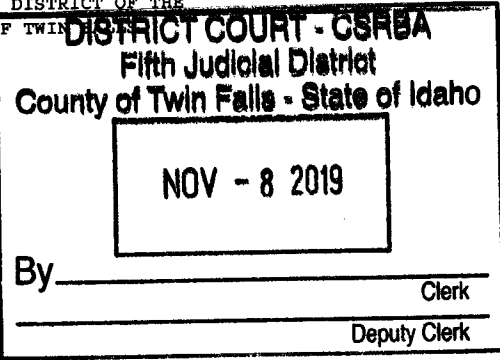 DISTRICT OF THE
F TWIN
DISTRICT COURT - CSRBA
Fifth Judicial District
County of Twin Falls - State of Idaho
NOV - 8 2019
By
Clerk
Deputy Clerk